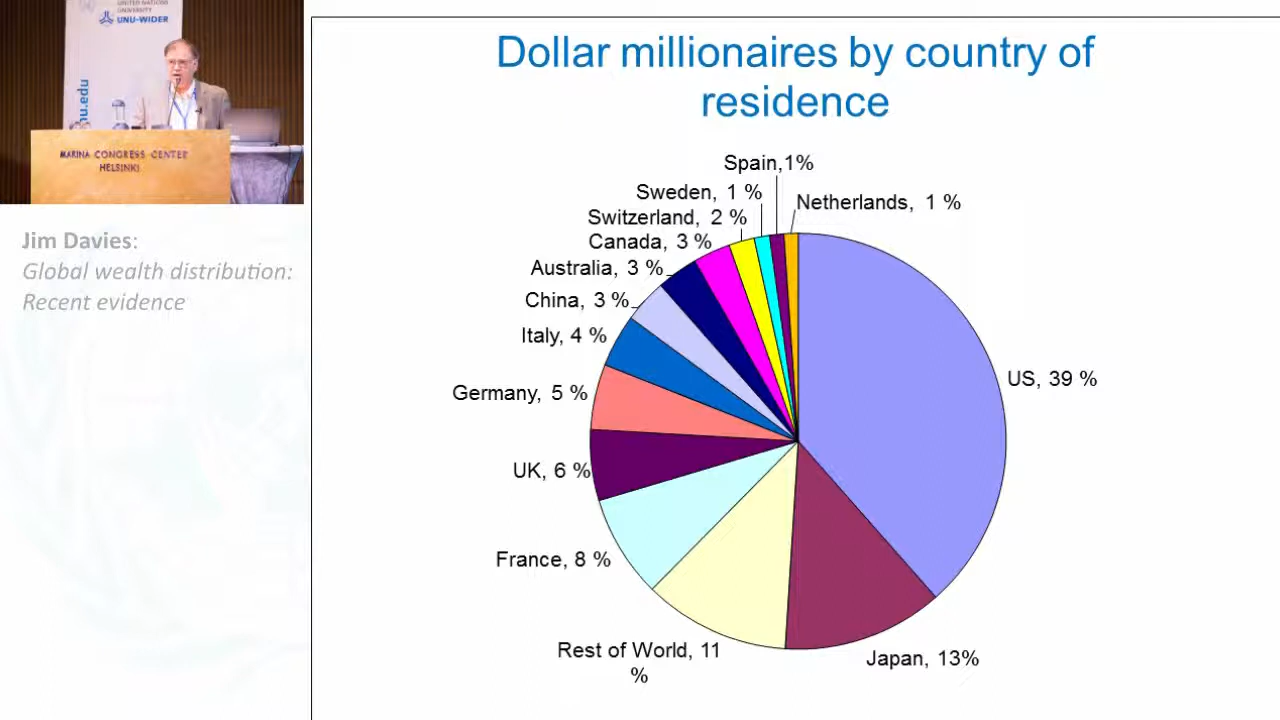 UNITED NATIONS
UNIVERSITY
UNU-WIDER
nu.edu
MARINA CONGRESS CENTER
HELSINKI
Jim Davies:
Global wealth distribution:
Recent evidence
Dollar millionaires by country of
residence
Spain,1%
Sweden, 1 %
Netherlands, 1 %
Switzerland, 2 %
Canada, 3 %
Australia, 3 %
China, 3 %
Italy, 4 %
US, 39 %
Germany, 5 %
UK, 6 %
France, 8 %
Rest of World, 11
%
Japan, 13%